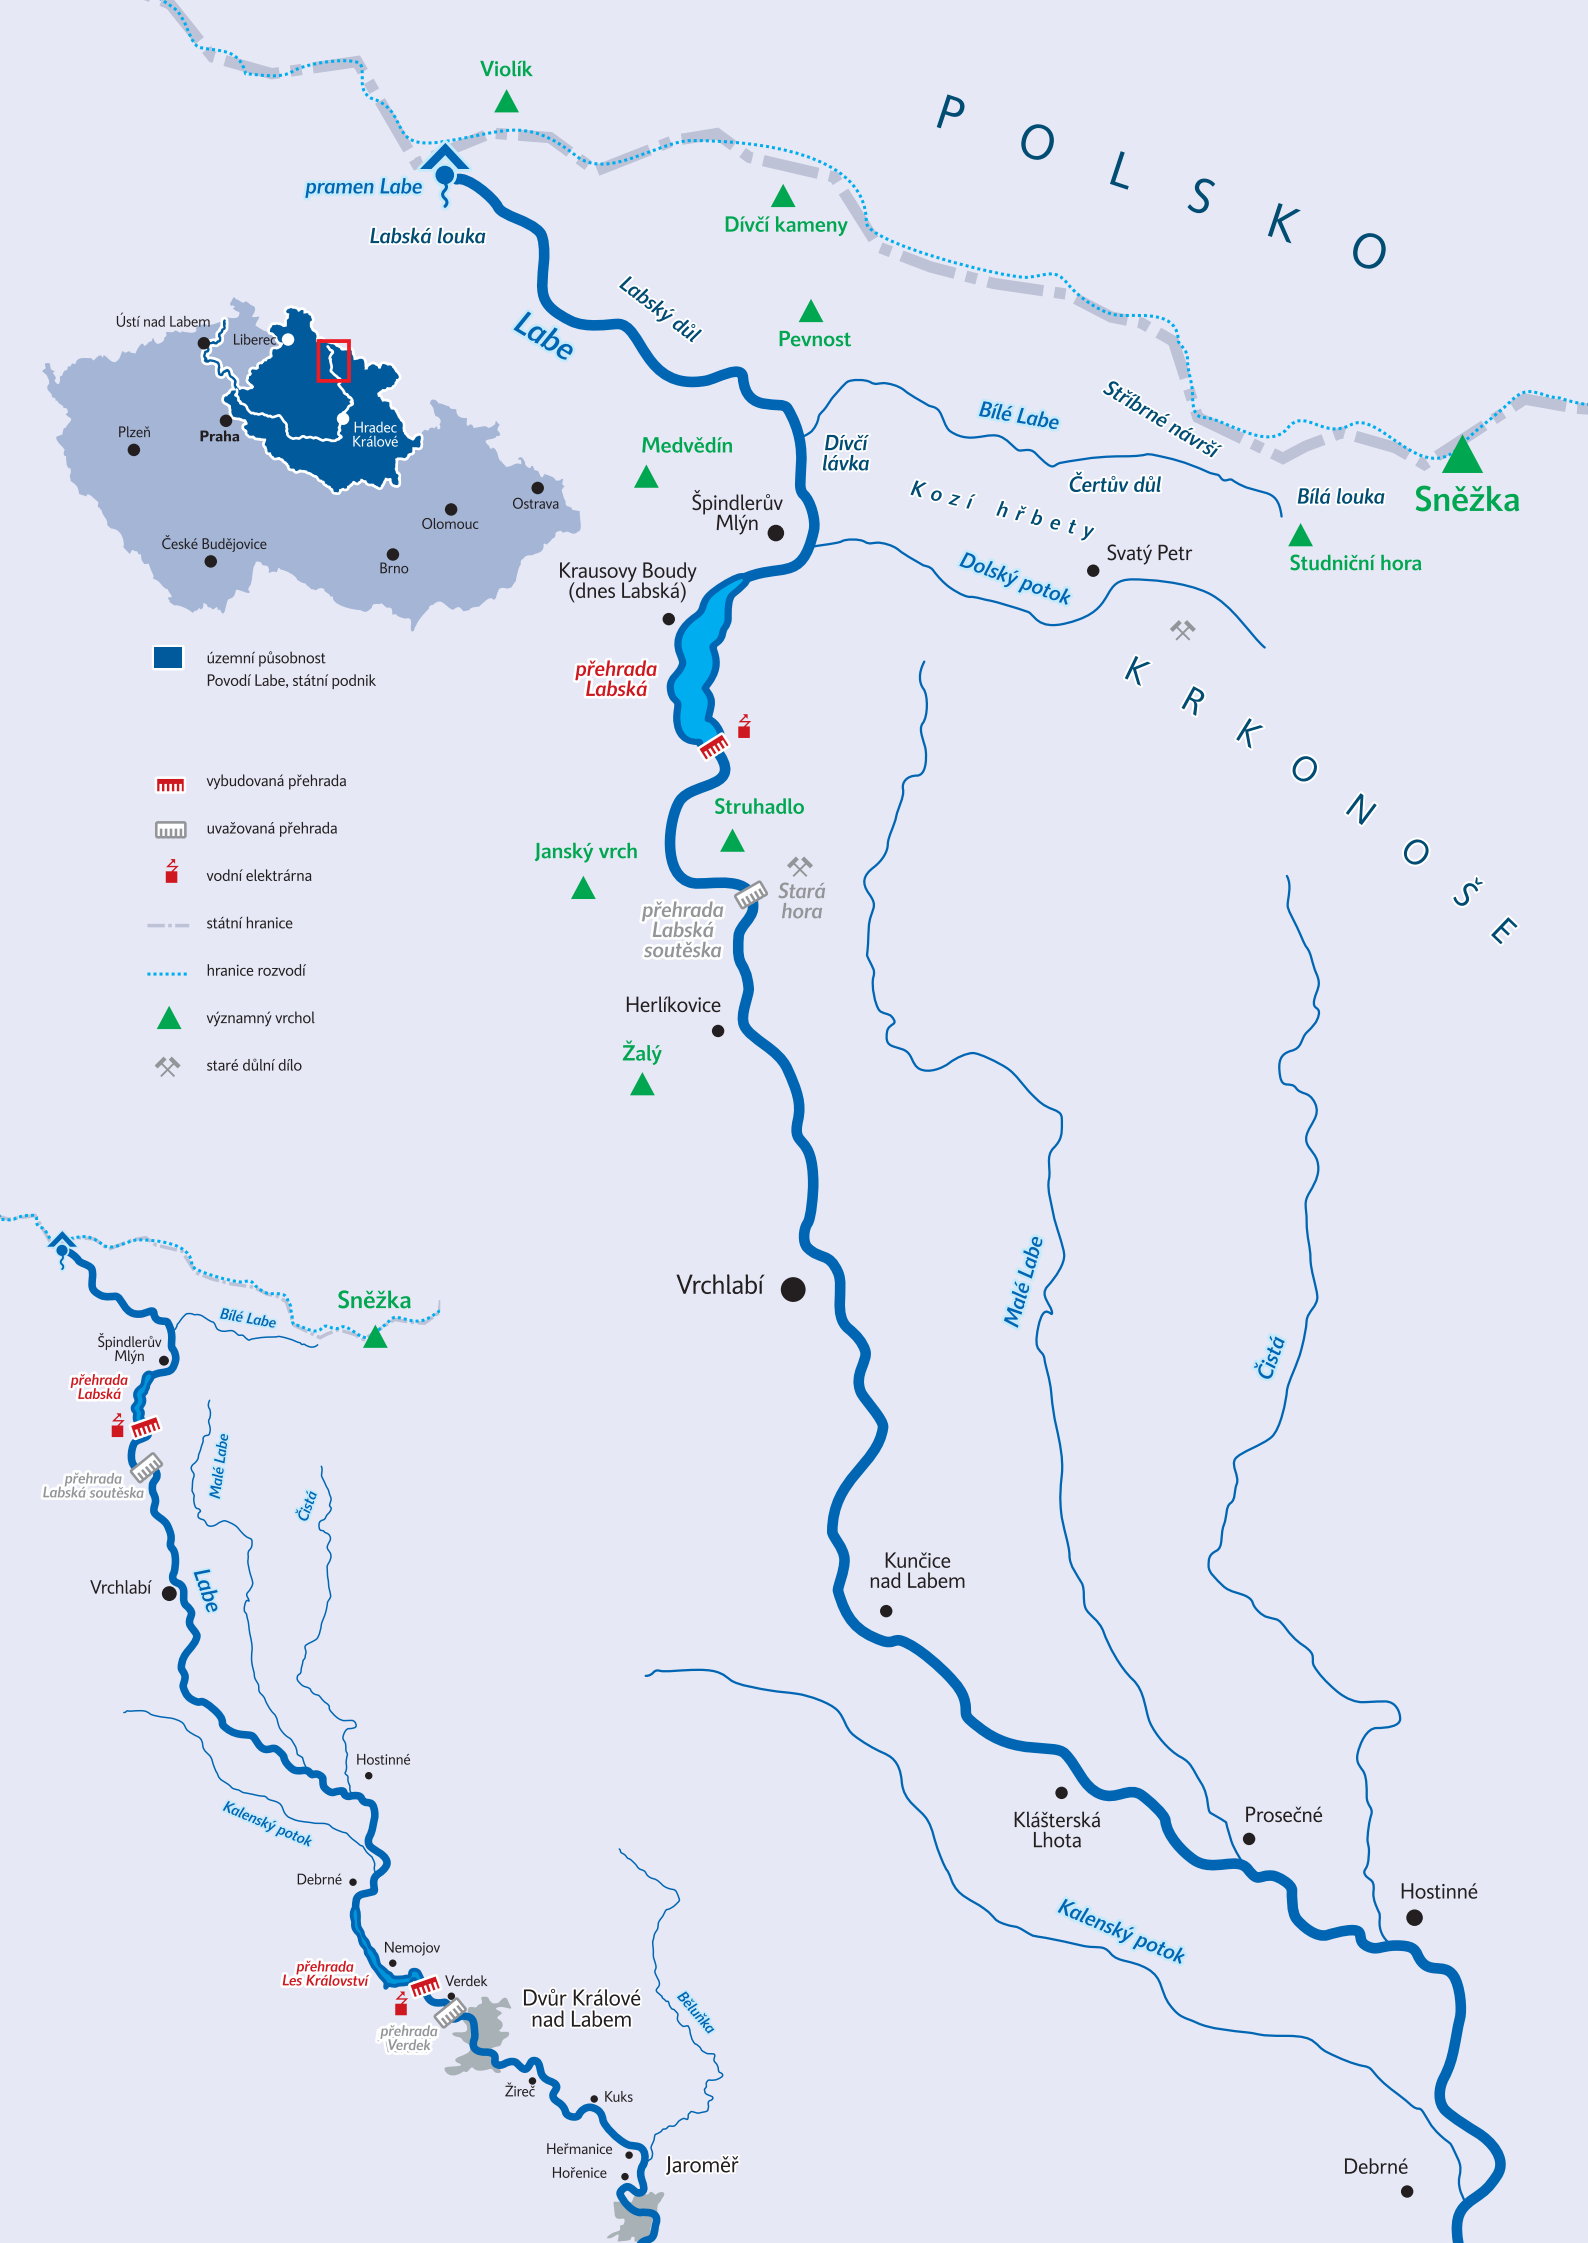 POLSKO
Violík
pramen Labe
Labská louka
Dívčí kameny
Labský důl
Labe
Pevnost
Bílé Labe
Stříbrné návrší
Medvědín
Dívčí
lávka
Čertův důl
Bílá louka
Sněžka
Kozí hřbety
Špindlerův
Mlýn
Svatý Petr
Studniční hora
Krausovy Boudy
(dnes Labská)
Dolský potok
přehrada
Labská
KRKONOŠE
Struhadlo
Janský vrch
Stará
hora
přehrada
Labská
soutěska
Herlíkovice
Žalý
Vrchlabí
Malé Labe
Čistá
Kunčice
nad Labem
Klášterská
Lhota
Prosečné
Hostinné
Kalenský potok
Debrné
Ústí nad Labem
Liberec
Hradec
Králové
Plzeň
Praha
Ostrava
Olomouc
České Budějovice
Brno
územní působnost
Povodí Labe, státní podnik
vybudovaná přehrada
uvažovaná přehrada
vodní elektrárna
státní hranice
hranice rozvodí
významný vrchol
staré důlní dílo
Sněžka
Bílé Labe
Špindlerův
Mlýn
přehrada
Labská
Malé Labe
přehrada
Labská soutěska
Čistá
Vrchlabí
Labe
Hostinné
Kalenský potok
Debrné
Nemojov
přehrada
Les Království
Verdek
Dvůr Králové
nad Labem
přehrada
Verdek
Běluňka
Žireč
Kuks
Heřmanice
Hořenice
Jaroměř